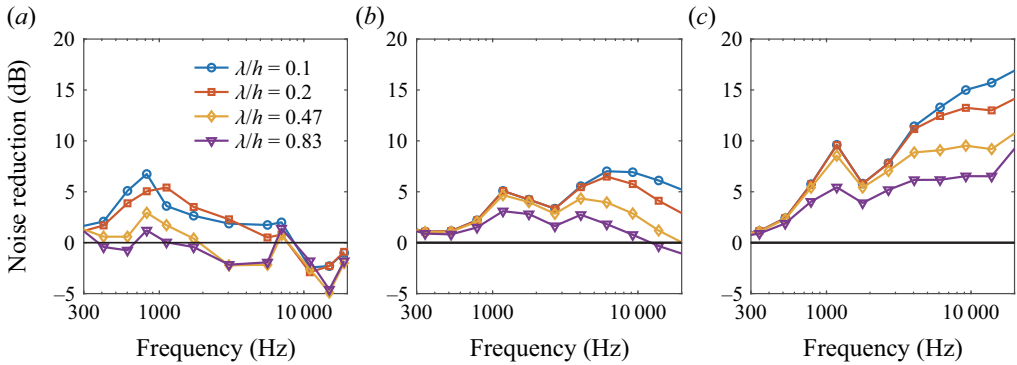 (a)
(b)
(c)
Noise reduction (dB)
20
15
10
5
0
−5
λ/h = 0.1
λ/h = 0.2
λ/h = 0.47
λ/h = 0.83
300
1000
10 000
Frequency (Hz)
20
15
10
5
0
−5
300
1000
10 000
Frequency (Hz)
20
15
10
5
0
−5
300
1000
10 000
Frequency (Hz)